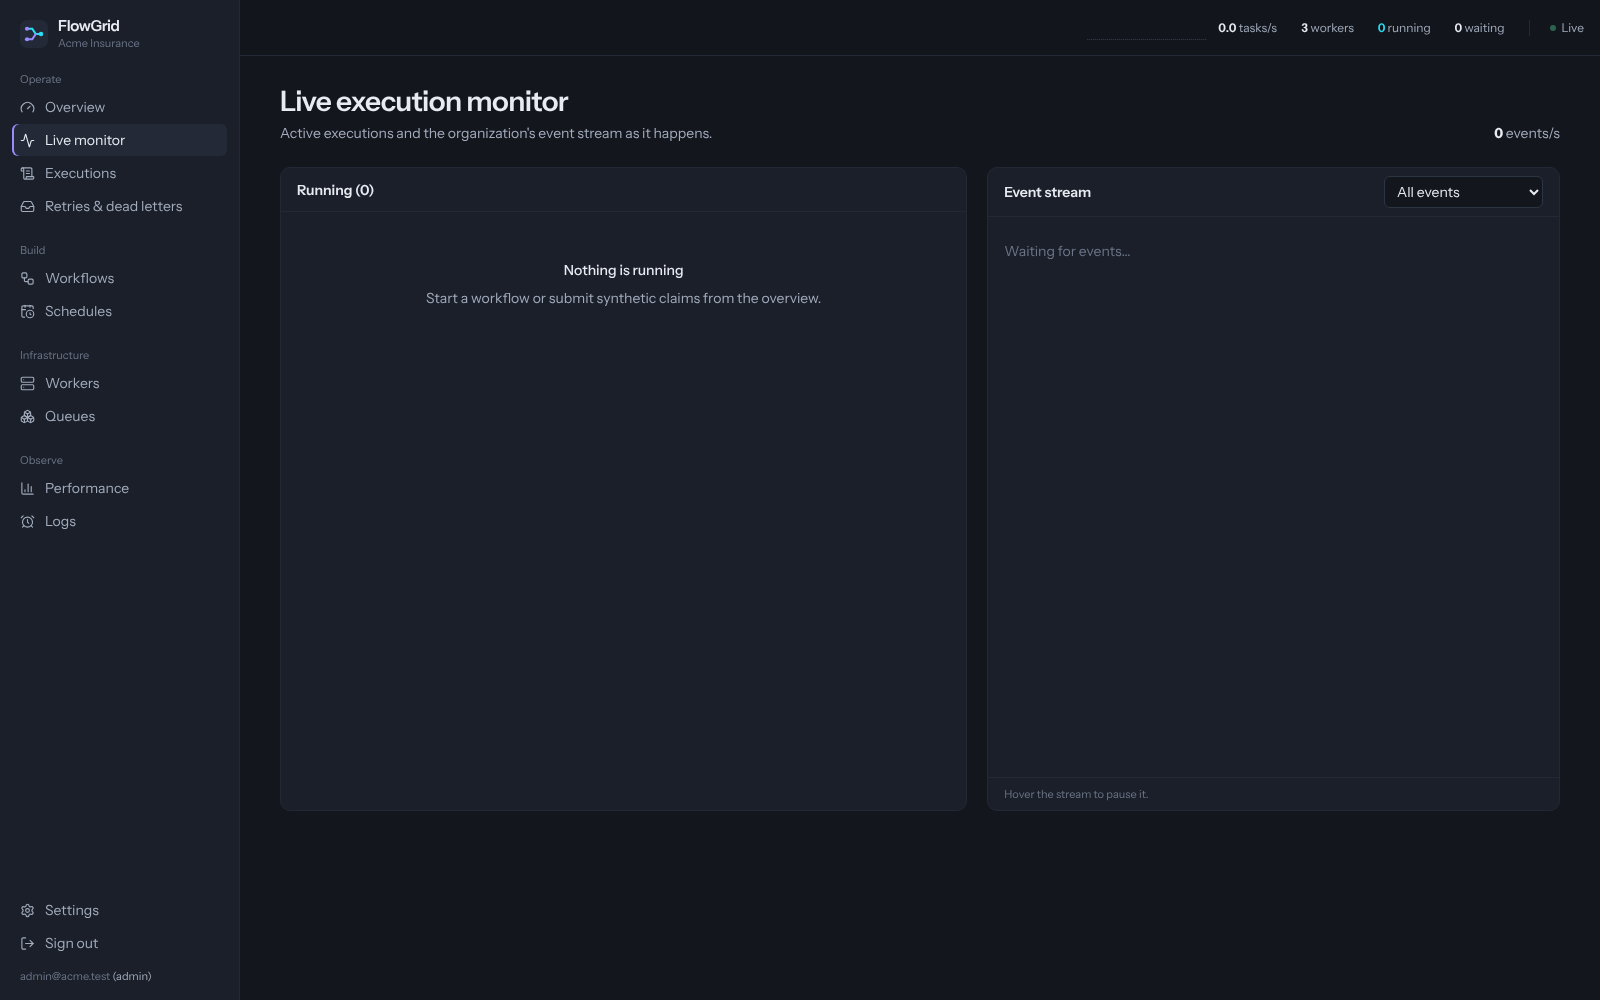 FlowGrid
Acme Insurance
Operate
Overview
Live monitor
Executions
Retries & dead letters
Build
Workflows
Schedules
Infrastructure
Workers
Queues
Observe
Performance
Logs
Settings
Sign out
admin@acme.test (admin)
0.0 tasks/s 3 workers 0 running 0 waiting Live
Live execution monitor
Active executions and the organization's event stream as it happens.
0 events/s
Running (0)
Nothing is running
Start a workflow or submit synthetic claims from the overview.
Event stream
All events
Waiting for events...
Hover the stream to pause it.